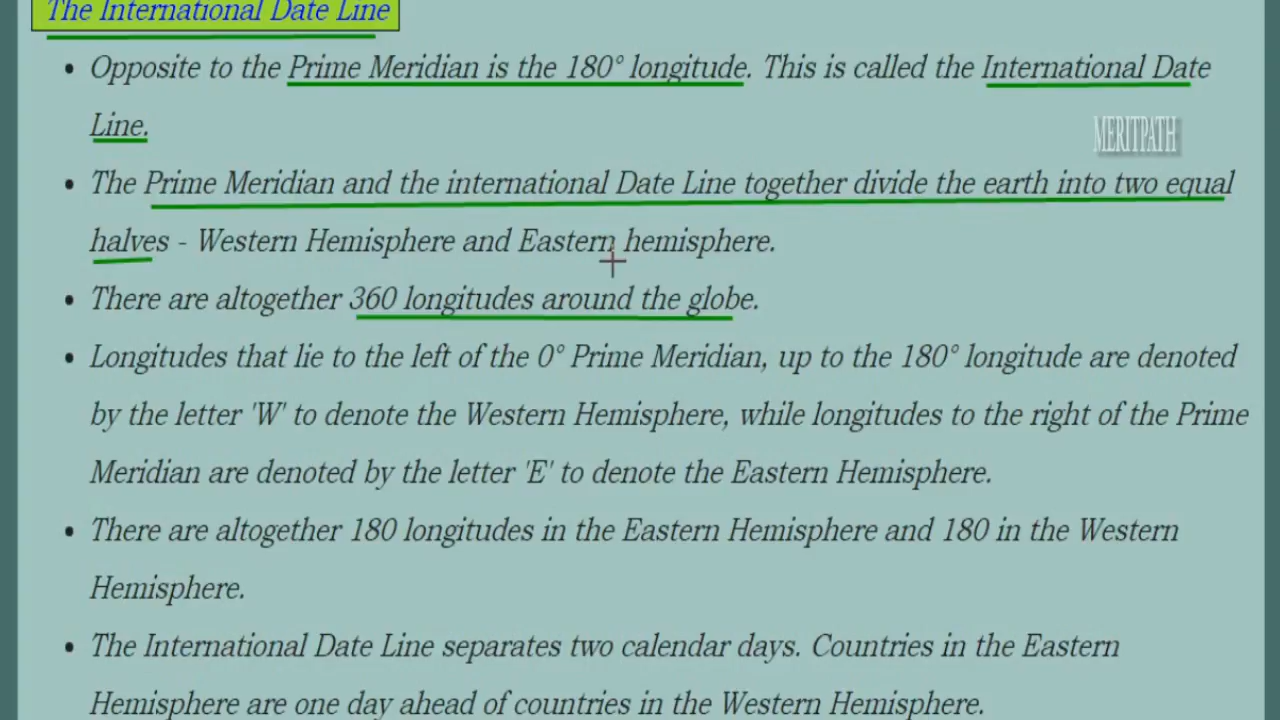 The International Date Line
• Opposite to the Prime Meridian is the 180° longitude. This is called the International Date
Line.
MERITPATH
• The Prime Meridian and the international Date Line together divide the earth into two equal
halves - Western Hemisphere and Eastern hemisphere.
• There are altogether 360 longitudes around the globe.
• Longitudes that lie to the left of the 0° Prime Meridian, up to the 180° longitude are denoted
by the letter 'W' to denote the Western Hemisphere, while longitudes to the right of the Prime
Meridian are denoted by the letter 'E' to denote the Eastern Hemisphere.
• There are altogether 180 longitudes in the Eastern Hemisphere and 180 in the Western
Hemisphere.
• The International Date Line separates two calendar days. Countries in the Eastern
Hemisphere are one day ahead of countries in the Western Hemisphere.